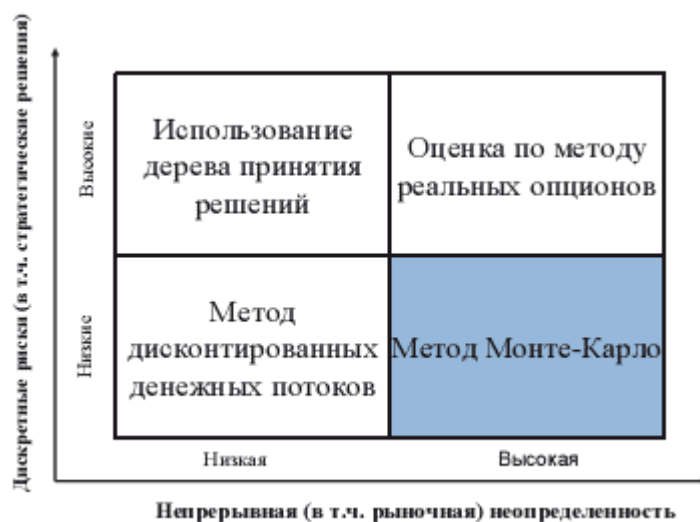 Дискретные риски (в т.ч. стратегические решения)
Высокие
Использование
дерева принятия
решений
Оценка по методу
реальных опционов
Низкие
Метод
дисконтированных
денежных потоков
Метод Монте-Карло
Низкая
Высокая
Непрерывная (в т.ч. рыночная) неопределенность